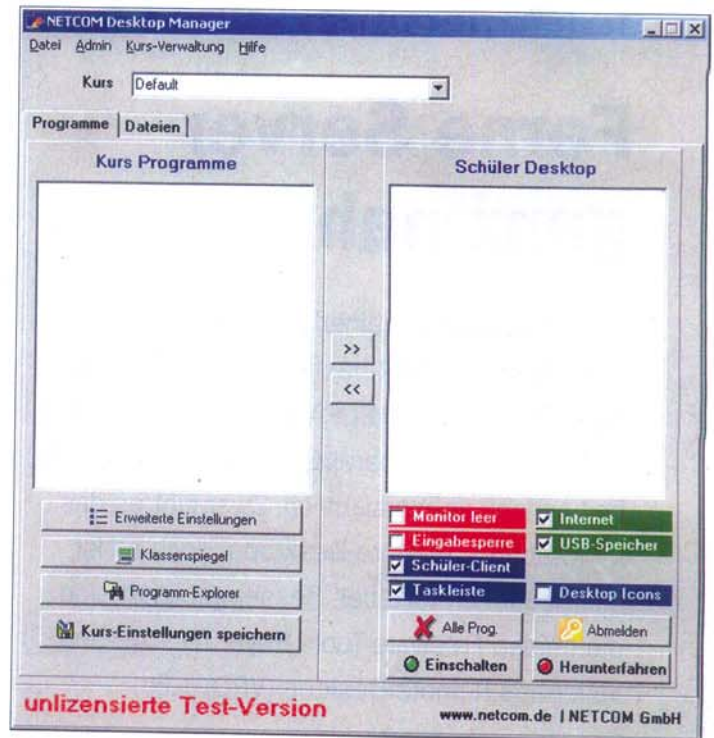 NETCOM Desktop Manager
Datei Admin Kurs-Verwaltung Hilfe
Kurs Default
Programme Dateien
Kurs Programme
Schüler Desktop
>>
<<
Erweiterte Einstellungen
Klassenspiegel
Programm-Explorer
Kurs-Einstellungen speichern
Monitor leer Internet
Eingabesperre USB-Speicher
Schüler-Client
Taskleiste Desktop Icons
Alle Prog. Abmelden
Einschalten Herunterfahren
unlizensierte Test-Version
www.netcom.de | NETCOM GmbH